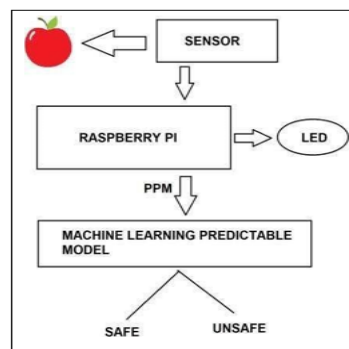 SENSOR
RASPBERRY PI
LED
PPM
MACHINE LEARNING PREDICTABLE
MODEL
SAFE
UNSAFE